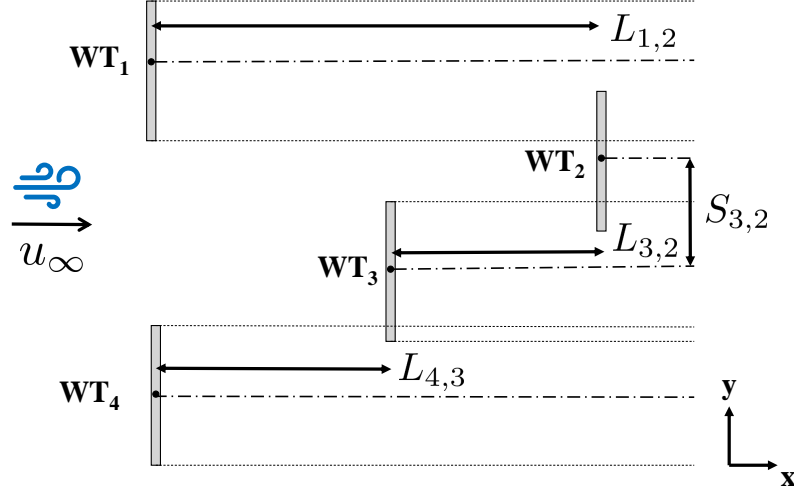 L₁,₂
WT₁
WT₂
S₃,₂
u∞
L₃,₂
WT₃
L₄,₃
WT₄
y
x